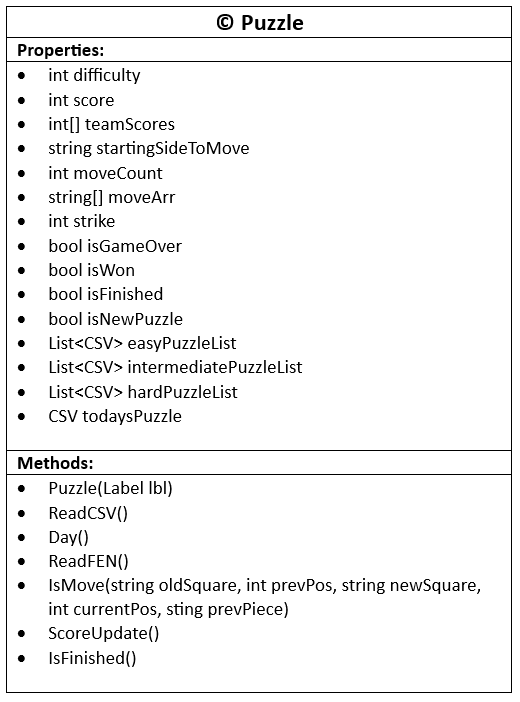 © Puzzle
Properties:
• int difficulty
• int score
• int[] teamScores
• string startingSideToMove
• int moveCount
• string[] moveArr
• int strike
• bool isGameOver
• bool isWon
• bool isFinished
• bool isNewPuzzle
• List<CSV> easyPuzzleList
• List<CSV> intermediatePuzzleList
• List<CSV> hardPuzzleList
• CSV todaysPuzzle
Methods:
• Puzzle(Label lbl)
• ReadCSV()
• Day()
• ReadFEN()
• IsMove(string oldSquare, int prevPos, string newSquare,
int currentPos, sting prevPiece)
• ScoreUpdate()
• IsFinished()